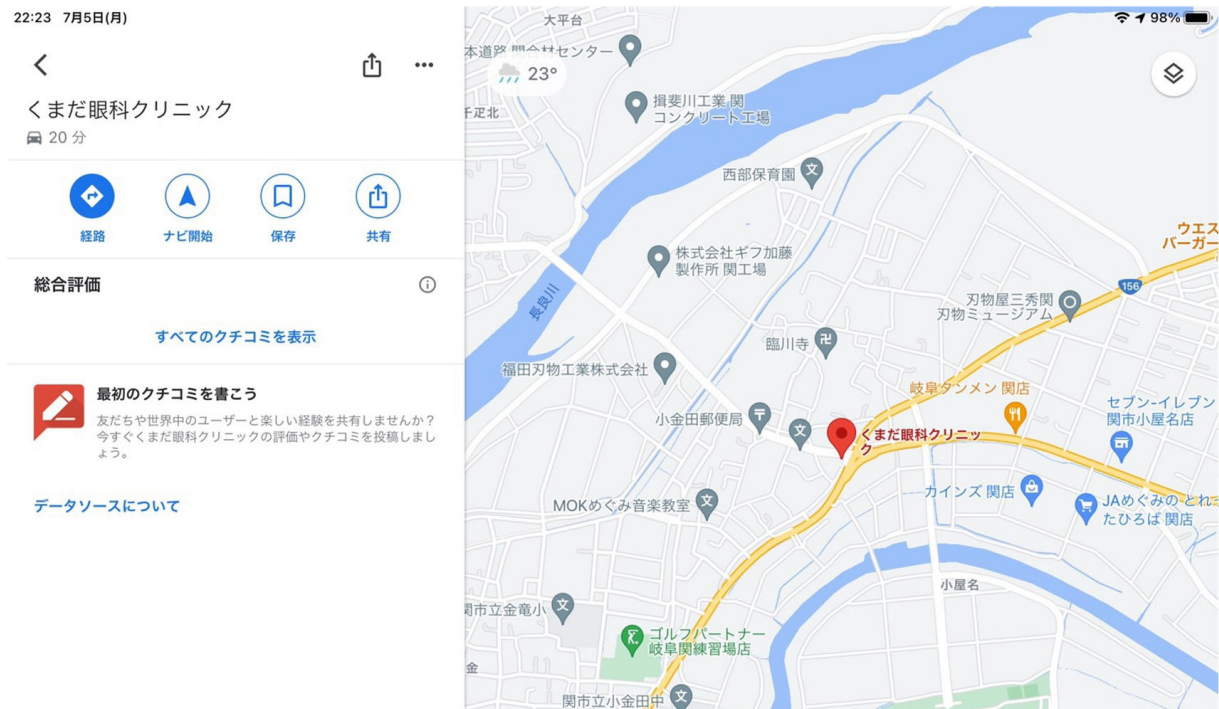 22:23 7月5日(月)
98%
くまだ眼科クリニック
20 分
経路
ナビ開始
保存
共有
総合評価
すべてのクチコミを表示
最初のクチコミを書こう
友だちや世界中のユーザーと楽しい経験を共有しませんか？
今すぐくまだ眼科クリニックの評価やクチコミを投稿しまし
ょう。
データソースについて
大平台
本道路 関合材センター
23°
千疋北
揖斐川工業 関
コンクリート工場
西部保育園
文
ウエス
バーガー
株式会社ギフ加藤
製作所 関工場
156
長良川
刃物屋三秀関
刃物ミュージアム
臨川寺
卍
福田刃物工業株式会社
岐阜タンメン 関店
セブン-イレブン
関市小屋名店
小金田郵便局
〒
文
くまだ眼科クリニッ
ク
カインズ 関店
JAめぐみの とれっ
たひろば 関店
MOKめぐみ音楽教室
文
小屋名
関市立金竜小
文
ゴルフパートナー
岐阜関練習場店
金
関市立小金田中
文